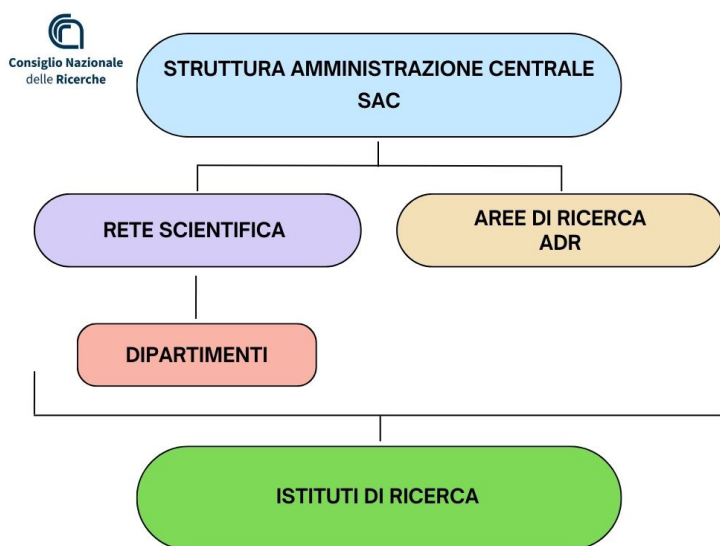 Consiglio Nazionale
delle Ricerche
STRUTTURA AMMINISTRAZIONE CENTRALE
SAC
RETE SCIENTIFICA
AREE DI RICERCA
ADR
DIPARTIMENTI
ISTITUTI DI RICERCA